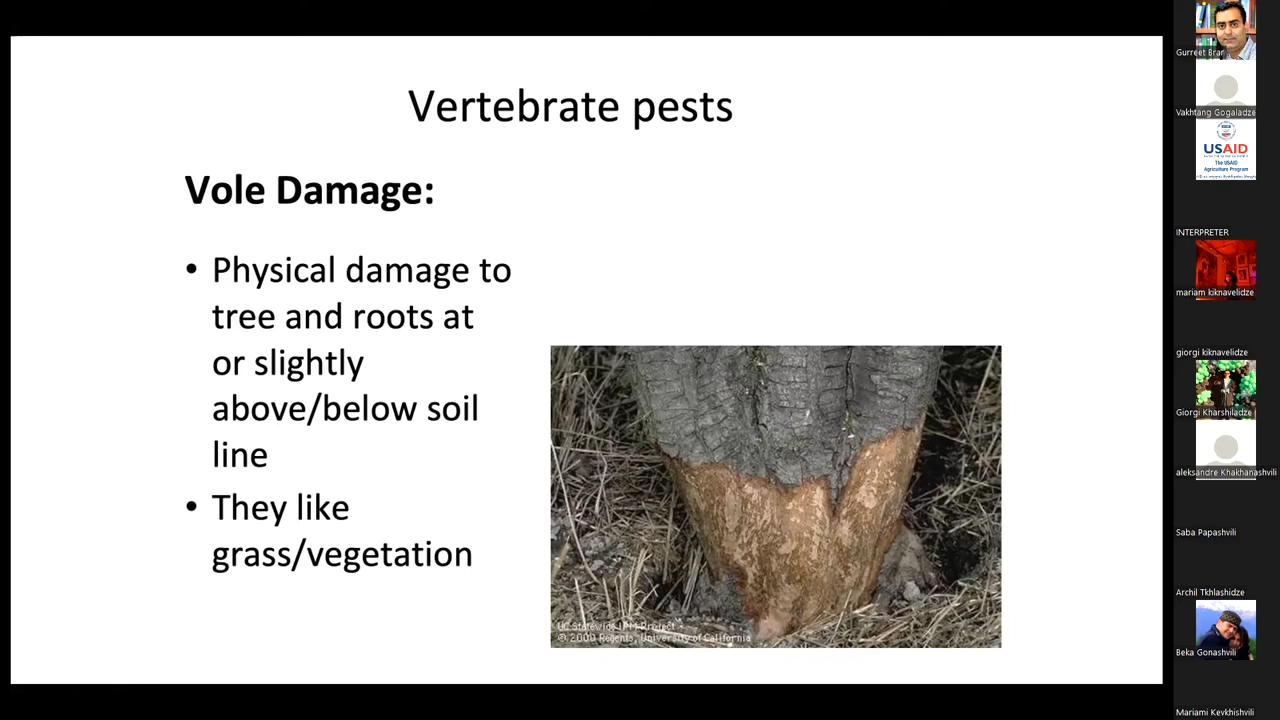 Vertebrate pests
Vole Damage:
• Physical damage to
tree and roots at
or slightly
above/below soil
line
• They like
grass/vegetation
UC Statewide IPM Project
© 2000 Regents, University of California
Gurreet Brar
Vakhtang Gogaladze
USAID
The USAID
Agriculture Program
INTERPRETER
mariam kiknavelidze
giorgi kiknavelidze
Giorgi Kharshiladze
aleksandre Khakhanashvili
Saba Papashvili
Archil Tkhlashidze
Beka Gonashvili
Mariami Kevkhishvili